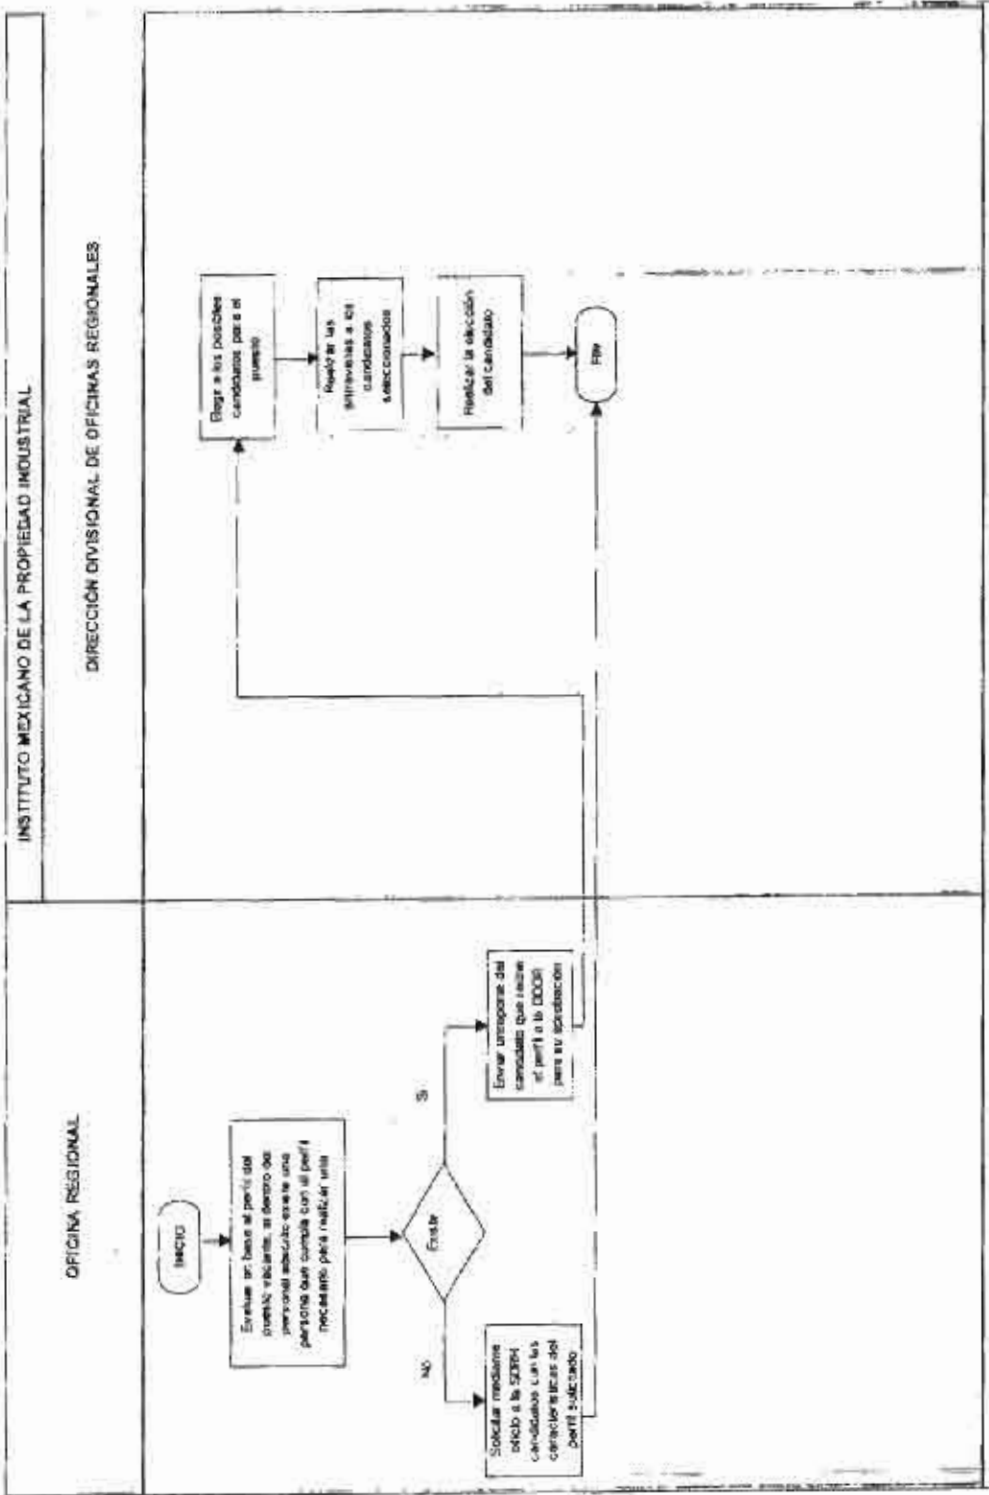 INSTITUTO MEXICANO DE LA PROPIEDAD INDUSTRIAL
OFICINA REGIONAL
DIRECCIÓN DIVISIONAL DE OFICINAS REGIONALES
INICIO
Evaluar en base al perfil del
puesto vacante, si dentro del
personal adscrito existe una
persona que cumpla con el perfil
necesario para realizar una
Existe
No
Si
Solicitar mediante
oficio a la SDRH
candidatos con las
características del
perfil solicitado
Enviar propuesta del
candidato que reúne
el perfil a la DDOR
para su aprobación
Elegir a los posibles
candidatos para el
puesto
Realizar las
entrevistas a los
candidatos
seleccionados
Realizar la elección
del candidato
FIN